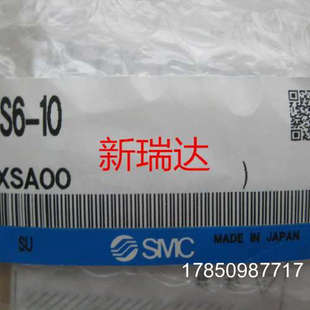 S6-10
新瑞达
XSA00 )
SU SMC MADE IN JAPAN
17850987717